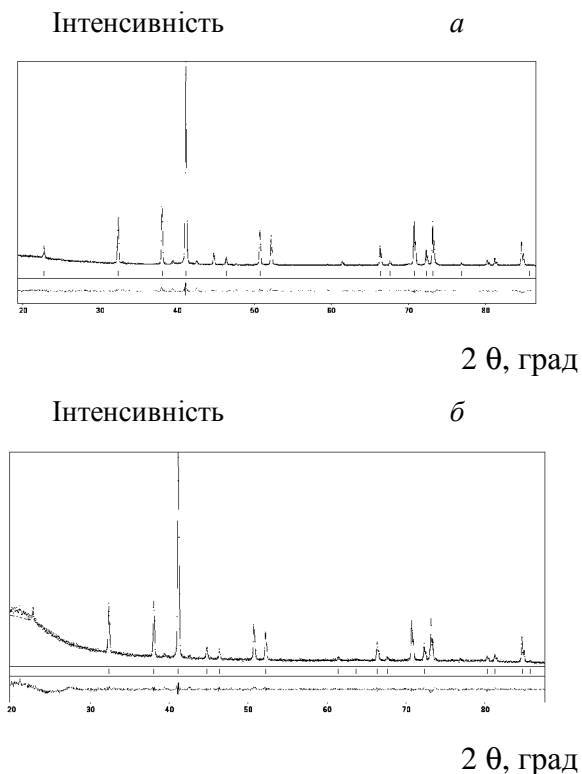 Інтенсивність а
20 30 40 50 60 70 80
2 θ, град
Інтенсивність б
20 30 40 50 60 70 80
2 θ, град